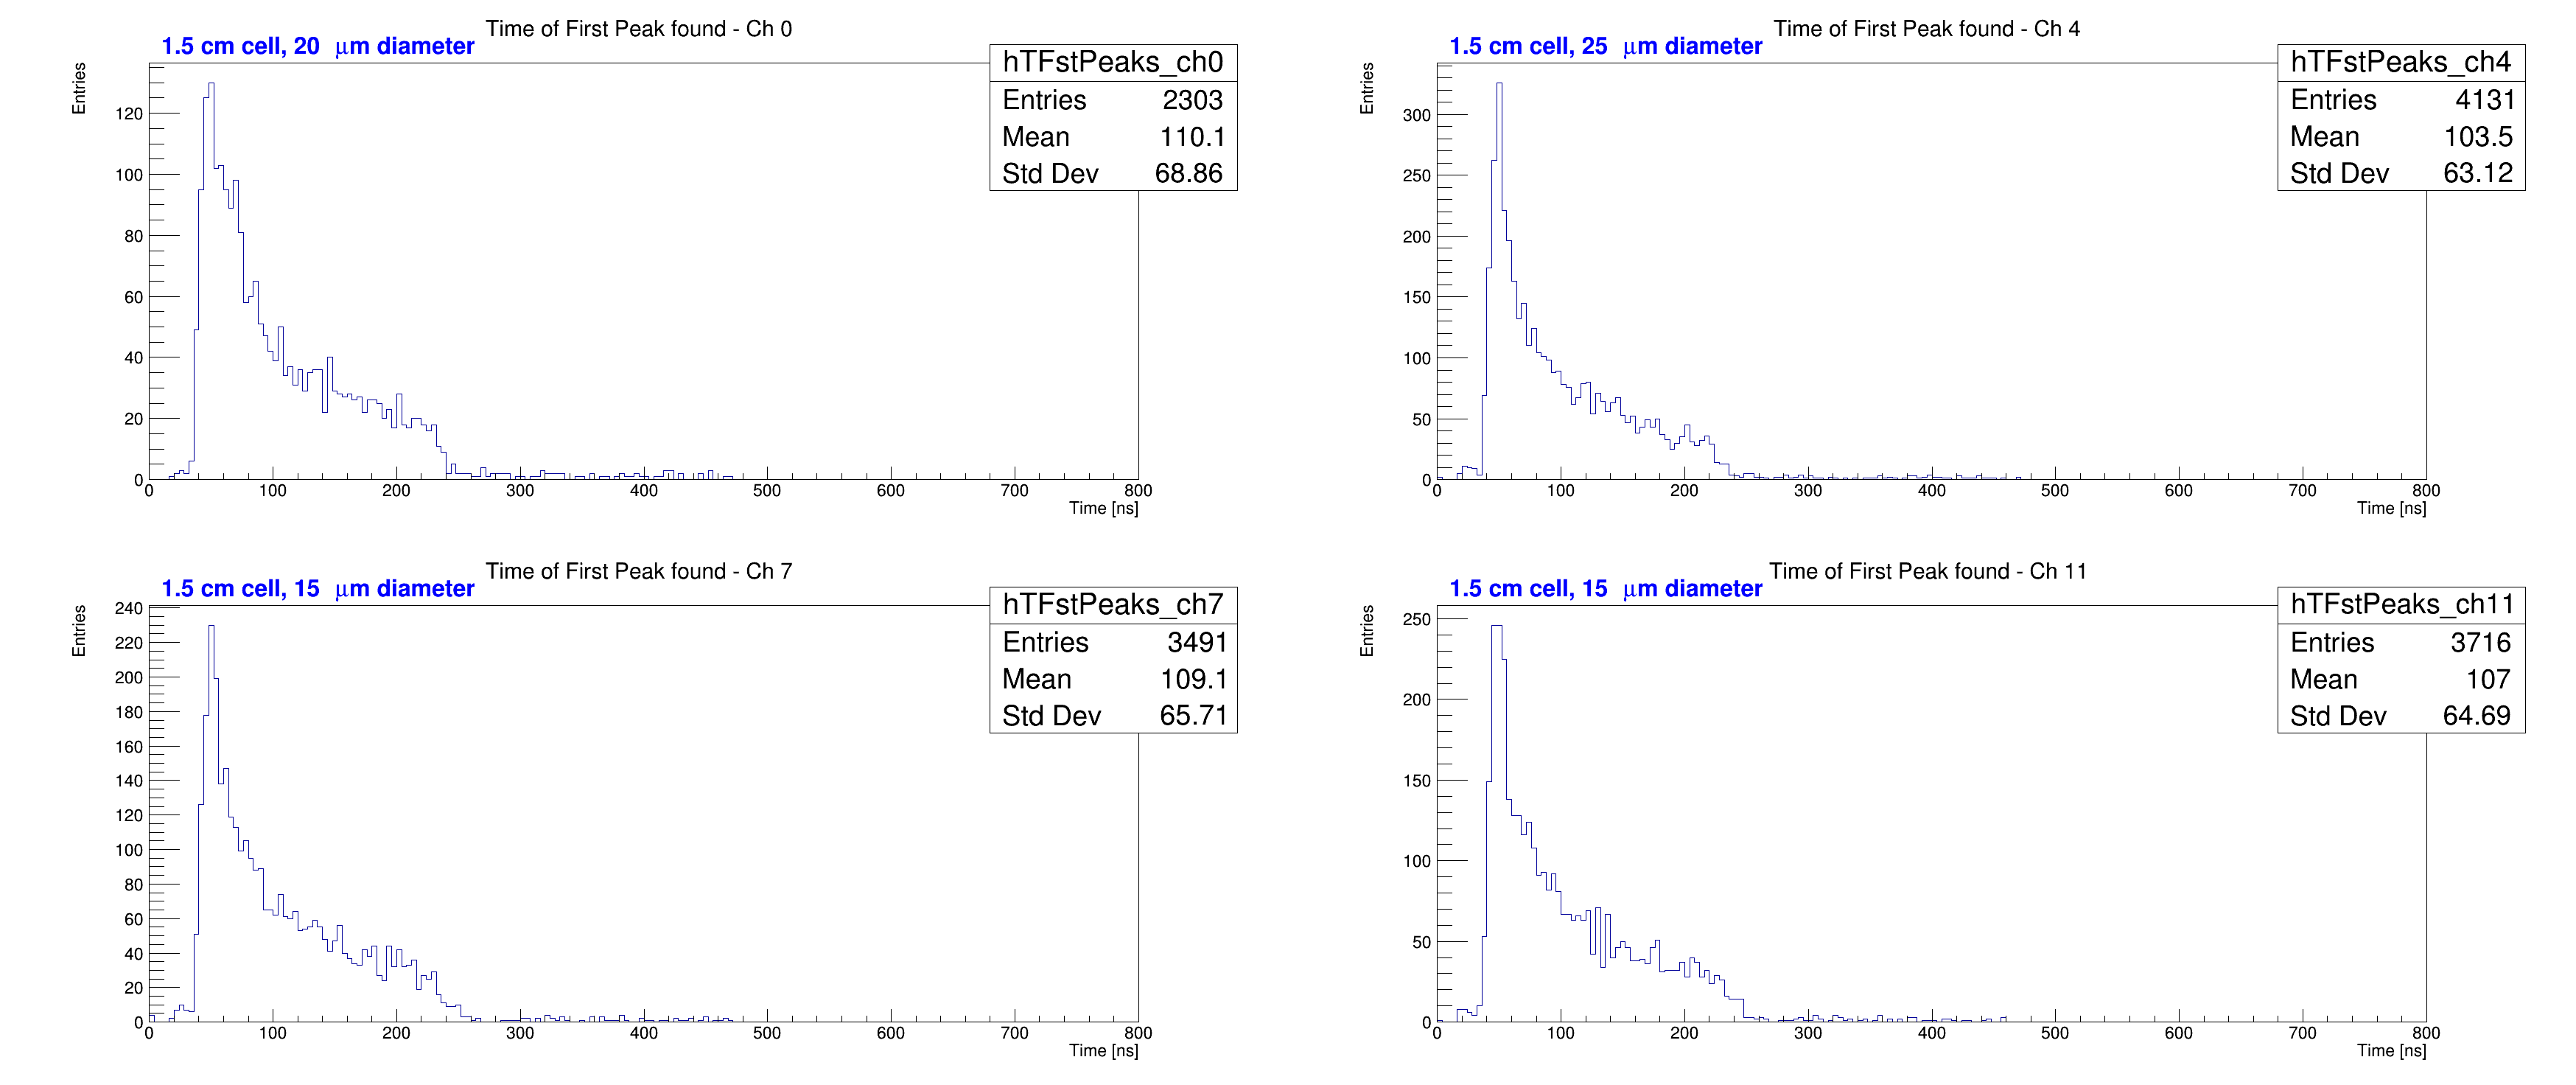 Time of First Peak found - Ch 0
1.5 cm cell, 20 μm diameter
Entries
hTFstPeaks_ch0
Entries 2303
Mean 110.1
Std Dev 68.86
120
100
80
60
40
20
0
0 100 200 300 400 500 600 700 800
Time [ns]
Time of First Peak found - Ch 4
1.5 cm cell, 25 μm diameter
Entries
hTFstPeaks_ch4
Entries 4131
Mean 103.5
Std Dev 63.12
300
250
200
150
100
50
0
0 100 200 300 400 500 600 700 800
Time [ns]
Time of First Peak found - Ch 7
1.5 cm cell, 15 μm diameter
Entries
hTFstPeaks_ch7
Entries 3491
Mean 109.1
Std Dev 65.71
240
220
200
180
160
140
120
100
80
60
40
20
0
0 100 200 300 400 500 600 700 800
Time [ns]
Time of First Peak found - Ch 11
1.5 cm cell, 15 μm diameter
Entries
hTFstPeaks_ch11
Entries 3716
Mean 107
Std Dev 64.69
250
200
150
100
50
0
0 100 200 300 400 500 600 700 800
Time [ns]